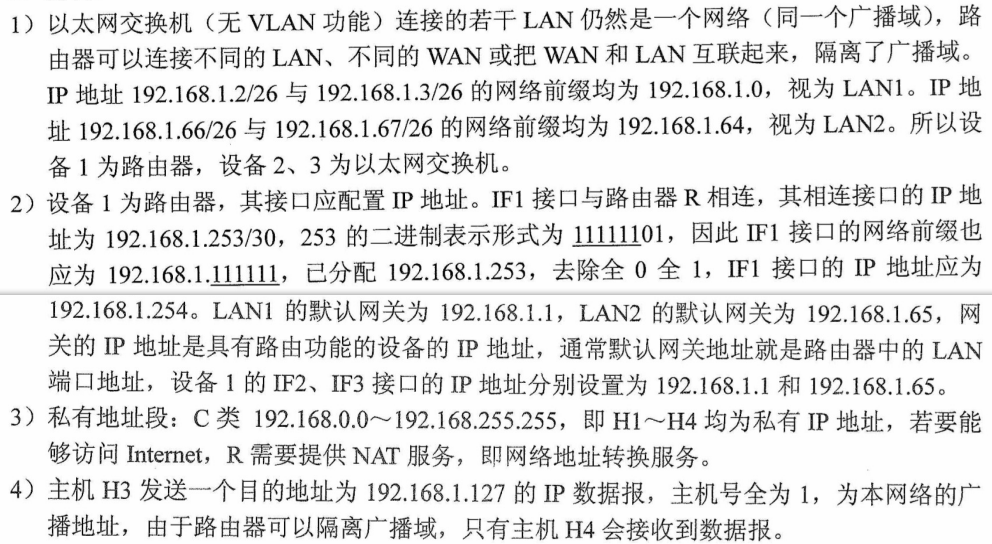 1）以太网交换机（无 VLAN 功能）连接的若干 LAN 仍然是一个网络（同一个广播域），路
由器可以连接不同的 LAN、不同的 WAN 或把 WAN 和 LAN 互联起来，隔离了广播域。
IP 地址 192.168.1.2/26 与 192.168.1.3/26 的网络前缀均为 192.168.1.0，视为 LAN1。IP 地
址 192.168.1.66/26 与 192.168.1.67/26 的网络前缀均为 192.168.1.64，视为 LAN2。所以设
备 1 为路由器，设备 2、3 为以太网交换机。
2）设备 1 为路由器，其接口应配置 IP 地址。IF1 接口与路由器 R 相连，其相连接口的 IP 地
址为 192.168.1.253/30，253 的二进制表示形式为 11111101，因此 IF1 接口的网络前缀也
应为 192.168.1.111111，已分配 192.168.1.253，去除全 0 全 1，IF1 接口的 IP 地址应为
192.168.1.254。LAN1 的默认网关为 192.168.1.1，LAN2 的默认网关为 192.168.1.65，网
关的 IP 地址是具有路由功能的设备的 IP 地址，通常默认网关地址就是路由器中的 LAN
端口地址，设备 1 的 IF2、IF3 接口的 IP 地址分别设置为 192.168.1.1 和 192.168.1.65。
3）私有地址段：C 类 192.168.0.0～192.168.255.255，即 H1～H4 均为私有 IP 地址，若要能
够访问 Internet，R 需要提供 NAT 服务，即网络地址转换服务。
4）主机 H3 发送一个目的地址为 192.168.1.127 的 IP 数据报，主机号全为 1，为本网络的广
播地址，由于路由器可以隔离广播域，只有主机 H4 会接收到数据报。